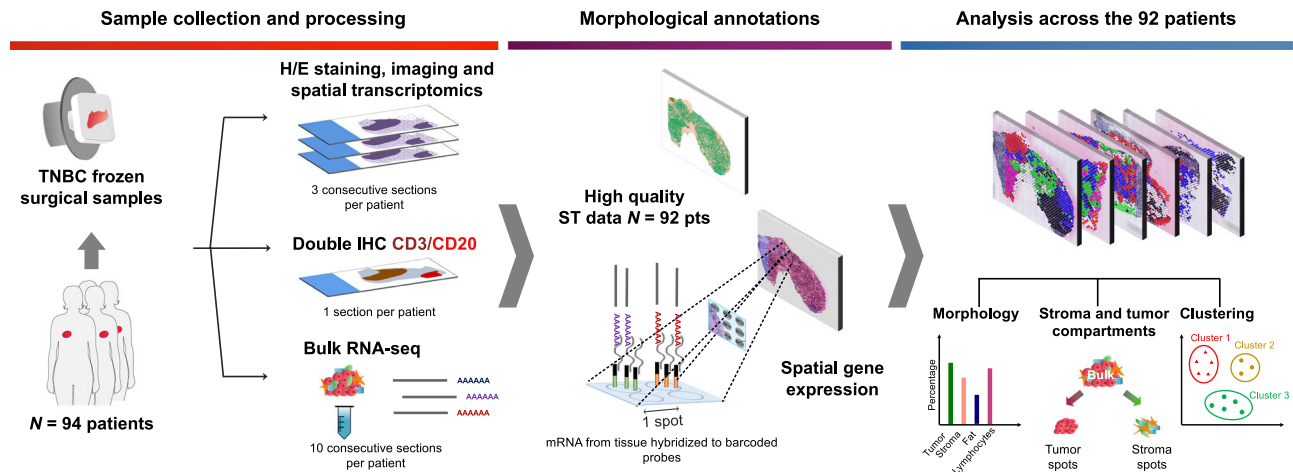 Sample collection and processing
Morphological annotations
Analysis across the 92 patients
TNBC frozen
surgical samples
N = 94 patients
H/E staining, imaging and
spatial transcriptomics
3 consecutive sections
per patient
Double IHC CD3/CD20
1 section per patient
Bulk RNA-seq
AAAAAA
AAAAAA
AAAAAA
10 consecutive sections
per patient
High quality
ST data N = 92 pts
Spatial gene
expression
1 spot
mRNA from tissue hybridized to barcoded
probes
Morphology
Percentage
Tumor
Stroma
Fat
Lymphocytes
Stroma and tumor
compartments
Bulk
Tumor
spots
Stroma
spots
Clustering
Cluster 1
Cluster 2
Cluster 3